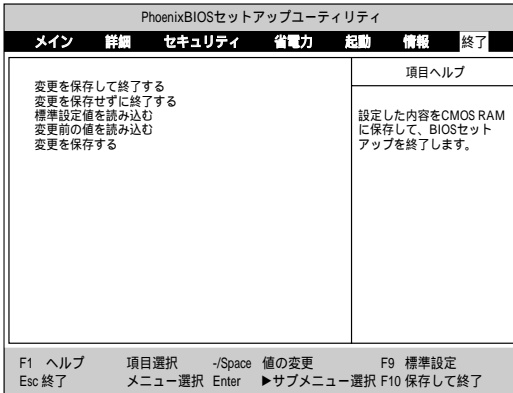 PhoenixBIOSセットアップユーティリティ
メイン 詳細 セキュリティ 省電力 起動 情報 終了
項目ヘルプ
変更を保存して終了する
変更を保存せずに終了する
標準設定値を読み込む
変更前の値を読み込む
変更を保存する
設定した内容をCMOS RAM
に保存して、BIOSセット
アップを終了します。
F1 ヘルプ 項目選択 -/Space 値の変更 F9 標準設定
Esc 終了 メニュー選択 Enter ▶サブメニュー選択 F10 保存して終了